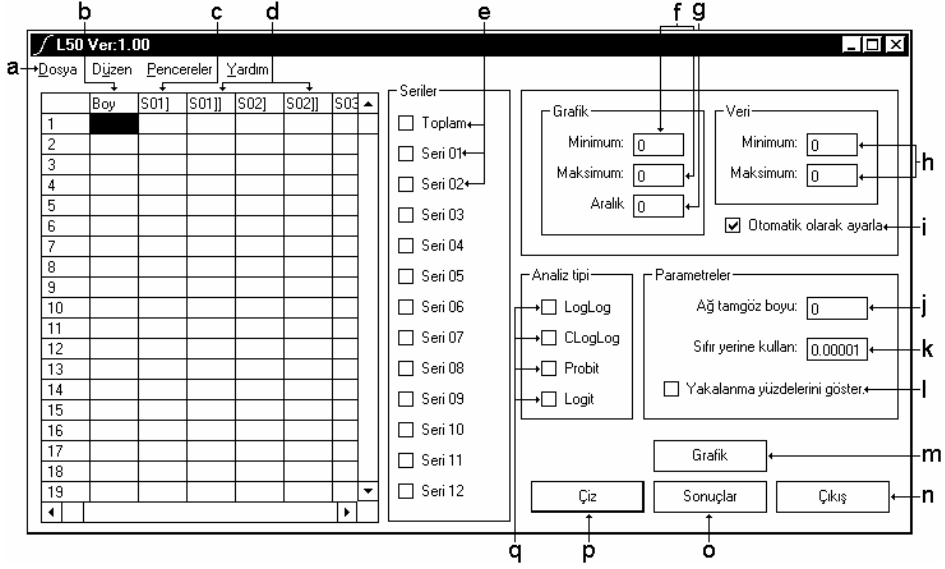 b c d e f g
L50 Ver:1.00
a Dosya Düzen Pencereler Yardım
Boy S01] S01]] S02] S02]] S03
1
2
3
4
5
6
7
8
9
10
11
12
13
14
15
16
17
18
19
Seriler
Toplam
Seri 01
Seri 02
Seri 03
Seri 04
Seri 05
Seri 06
Seri 07
Seri 08
Seri 09
Seri 10
Seri 11
Seri 12
Grafik
Minimum: 0
Maksimum: 0
Aralık 0
Veri
Minimum: 0
Maksimum: 0
h
Otomatik olarak ayarla i
Analiz tipi
LogLog
CLogLog
Probit
Logit
Parametreler
Ağ tamgöz boyu: 0 j
Sıfır yerine kullan: 0.00001 k
Yakalanma yüzdelerini göster. l
Grafik m
Çiz Sonuçlar Çıkış n
q p o